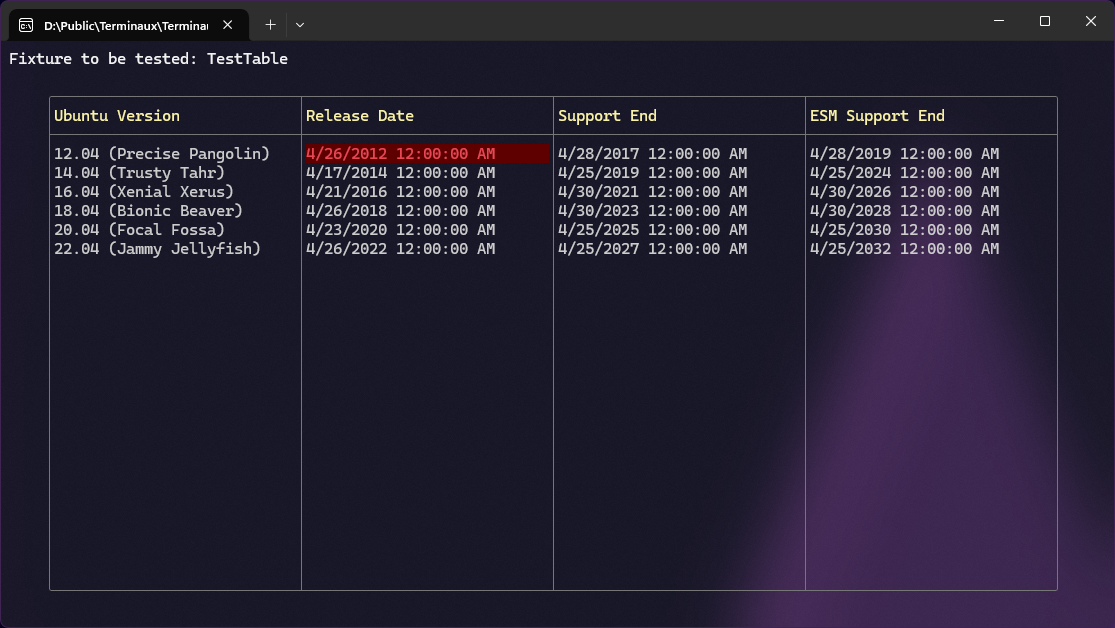 D:\Public\Terminaux\Termina
Fixture to be tested: TestTable
Ubuntu Version Release Date Support End ESM Support End
12.04 (Precise Pangolin) 4/26/2012 12:00:00 AM 4/28/2017 12:00:00 AM 4/28/2019 12:00:00 AM
14.04 (Trusty Tahr) 4/17/2014 12:00:00 AM 4/25/2019 12:00:00 AM 4/25/2024 12:00:00 AM
16.04 (Xenial Xerus) 4/21/2016 12:00:00 AM 4/30/2021 12:00:00 AM 4/30/2026 12:00:00 AM
18.04 (Bionic Beaver) 4/26/2018 12:00:00 AM 4/30/2023 12:00:00 AM 4/30/2028 12:00:00 AM
20.04 (Focal Fossa) 4/23/2020 12:00:00 AM 4/25/2025 12:00:00 AM 4/25/2030 12:00:00 AM
22.04 (Jammy Jellyfish) 4/26/2022 12:00:00 AM 4/25/2027 12:00:00 AM 4/25/2032 12:00:00 AM